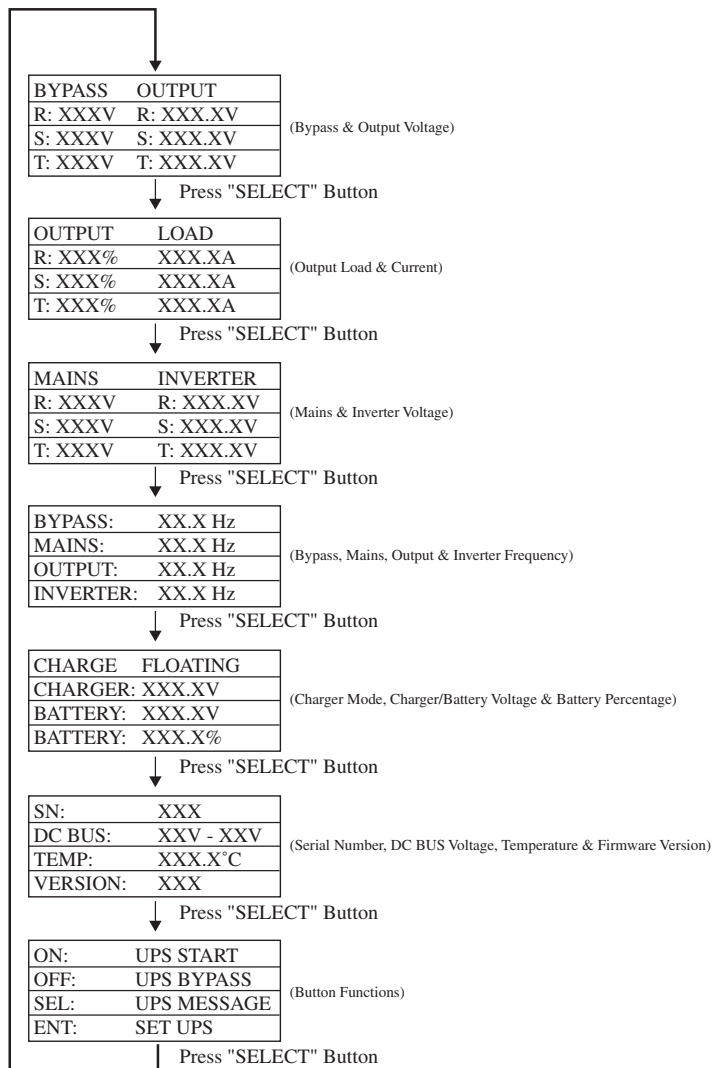 BYPASS OUTPUT
R: XXXV R: XXX.XV
S: XXXV S: XXX.XV
T: XXXV T: XXX.XV
(Bypass & Output Voltage)
Press "SELECT" Button
OUTPUT LOAD
R: XXX% XXX.XA
S: XXX% XXX.XA
T: XXX% XXX.XA
(Output Load & Current)
Press "SELECT" Button
MAINS INVERTER
R: XXXV R: XXX.XV
S: XXXV S: XXX.XV
T: XXXV T: XXX.XV
(Mains & Inverter Voltage)
Press "SELECT" Button
BYPASS: XX.X Hz
MAINS: XX.X Hz
OUTPUT: XX.X Hz
INVERTER: XX.X Hz
(Bypass, Mains, Output & Inverter Frequency)
Press "SELECT" Button
CHARGE FLOATING
CHARGER: XXX.XV
BATTERY: XXX.XV
BATTERY: XXX.X%
(Charger Mode, Charger/Battery Voltage & Battery Percentage)
Press "SELECT" Button
SN: XXX
DC BUS: XXV - XXV
TEMP: XXX.X˚C
VERSION: XXX
(Serial Number, DC BUS Voltage, Temperature & Firmware Version)
Press "SELECT" Button
ON: UPS START
OFF: UPS BYPASS
SEL: UPS MESSAGE
ENT: SET UPS
(Button Functions)
Press "SELECT" Button